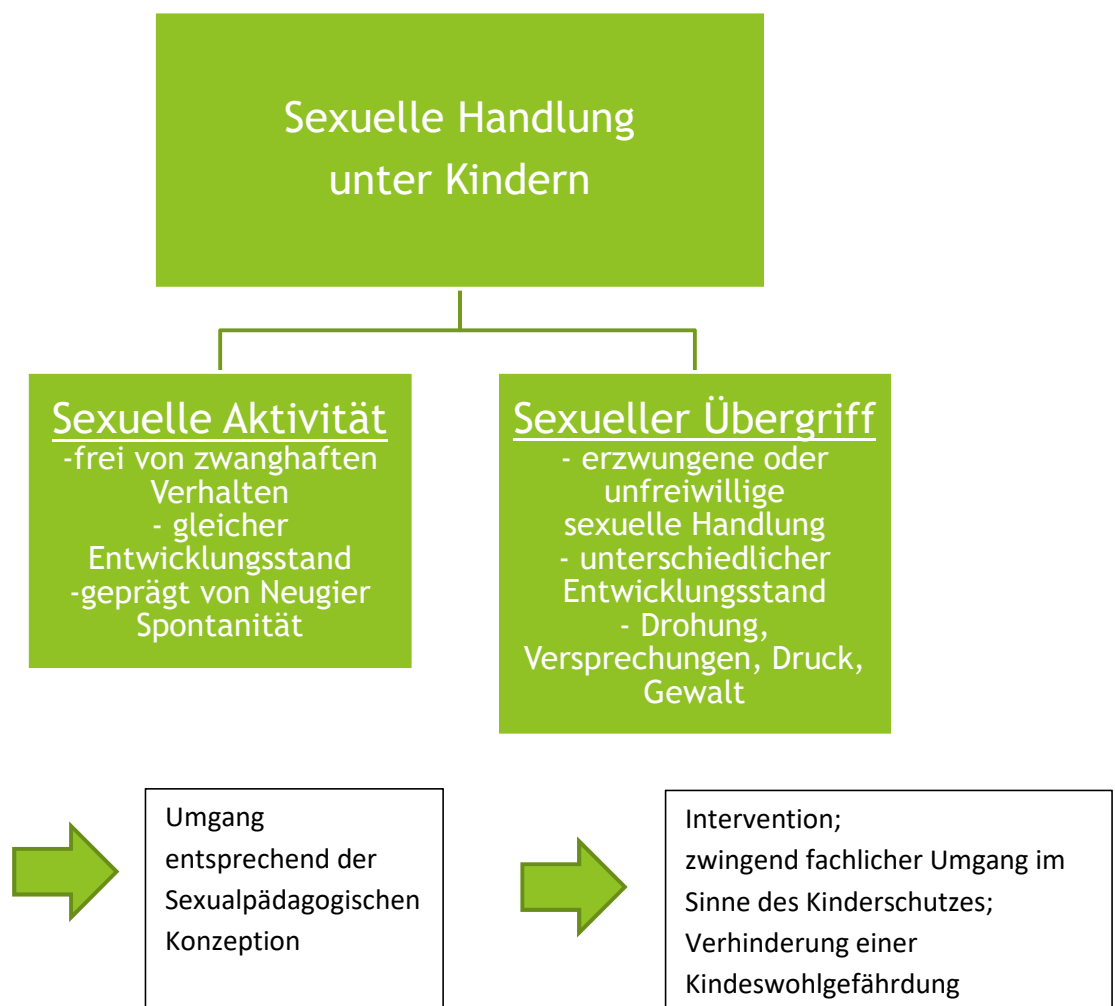 Sexuelle Handlung
unter Kindern
Sexuelle Aktivität
-frei von zwanghaften
Verhalten
- gleicher
Entwicklungsstand
-geprägt von Neugier
Spontanität
Sexueller Übergriff
- erzwungene oder
unfreiwillige
sexuelle Handlung
- unterschiedlicher
Entwicklungsstand
- Drohung,
Versprechungen, Druck,
Gewalt
Umgang
entsprechend der
Sexualpädagogischen
Konzeption
Intervention;
zwingend fachlicher Umgang im
Sinne des Kinderschutzes;
Verhinderung einer
Kindeswohlgefährdung